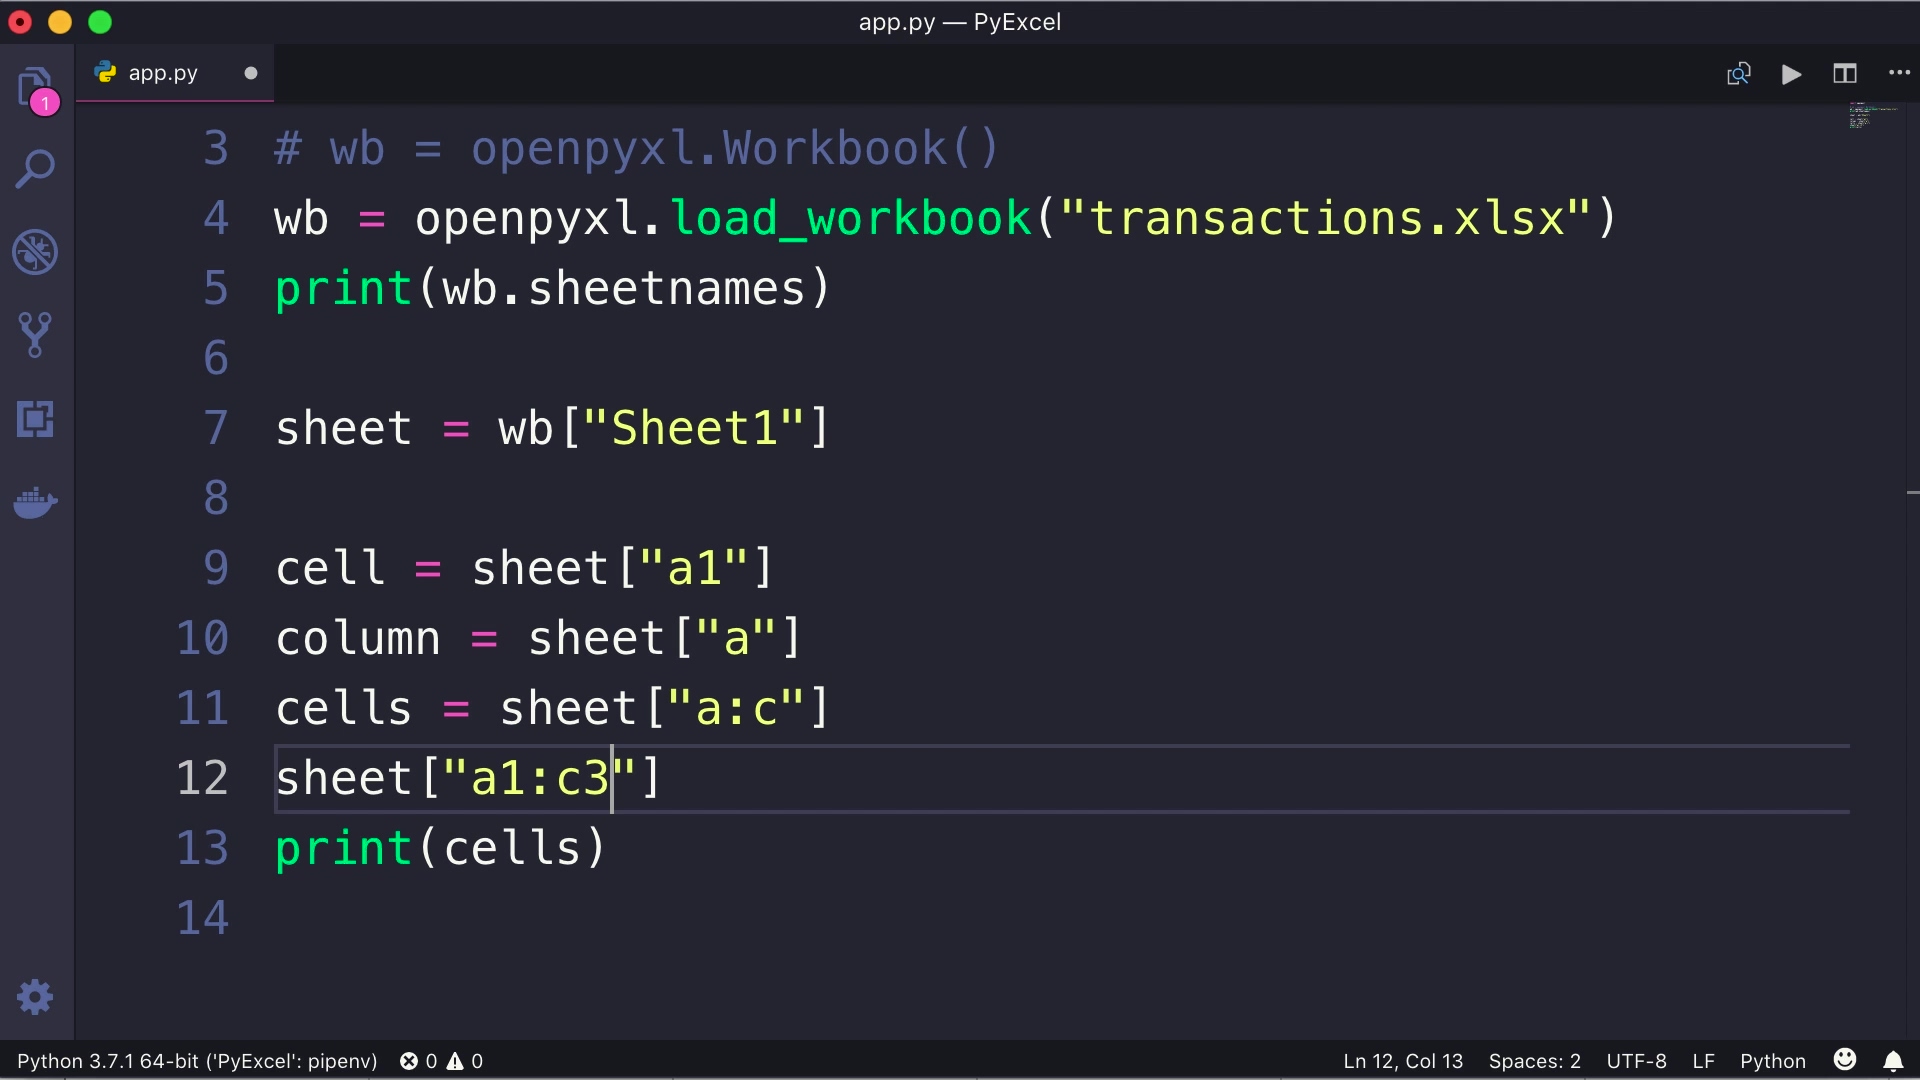 app.py — PyExcel
app.py
1
3 # wb = openpyxl.Workbook()
4 wb = openpyxl.load_workbook("transactions.xlsx")
5 print(wb.sheetnames)
6
7 sheet = wb["Sheet1"]
8
9 cell = sheet["a1"]
10 column = sheet["a"]
11 cells = sheet["a:c"]
12 sheet["a1:c3"]
13 print(cells)
14
Python 3.7.1 64-bit ('PyExcel': pipenv) 0 0 Ln 12, Col 13 Spaces: 2 UTF-8 LF Python